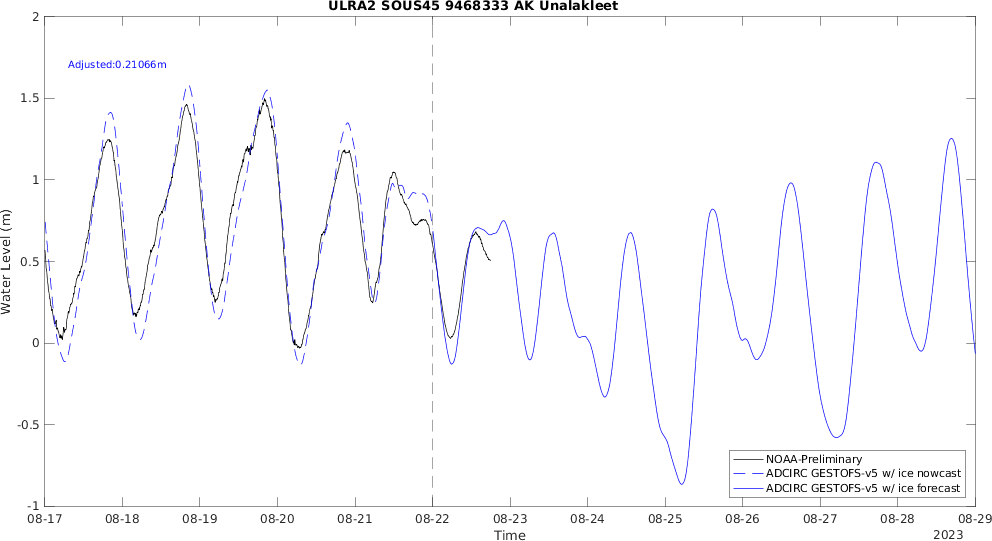 ULRA2 SOUS45 9468333 AK Unalakleet
Adjusted:0.21066m
Water Level (m)
2
1.5
1
0.5
0
-0.5
-1
NOAA-Preliminary
ADCIRC GESTOFS-v5 w/ ice nowcast
ADCIRC GESTOFS-v5 w/ ice forecast
08-17 08-18 08-19 08-20 08-21 08-22 08-23 08-24 08-25 08-26 08-27 08-28 08-29
Time
2023